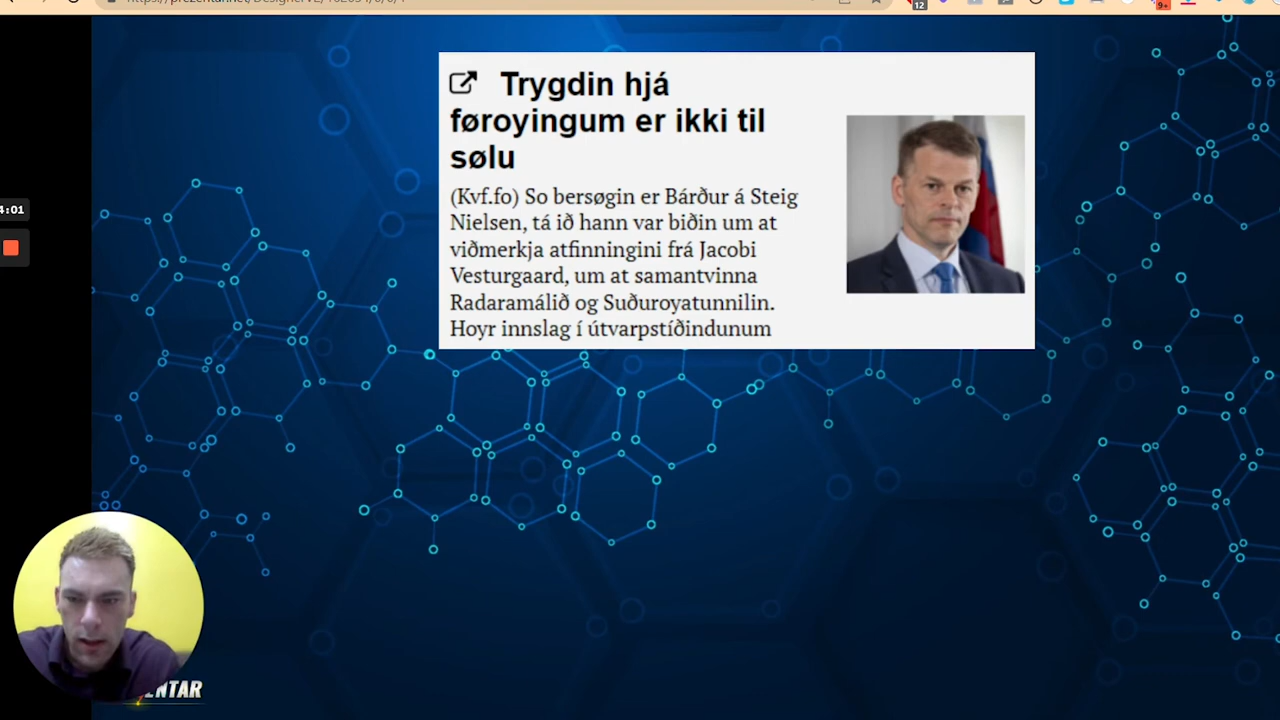 12
9+
4:01
Trygdin hjá
føroyingum er ikki til
sølu
(Kvf.fo) So bersøgin er Bárður á Steig
Nielsen, tá ið hann var biðin um at
viðmerkja atfinningini frá Jacobi
Vesturgaard, um at samantvinna
Radaramálið og Suðuroyatunnilin.
Hoyr innslag í útvarpstíðindunum
ENTAR